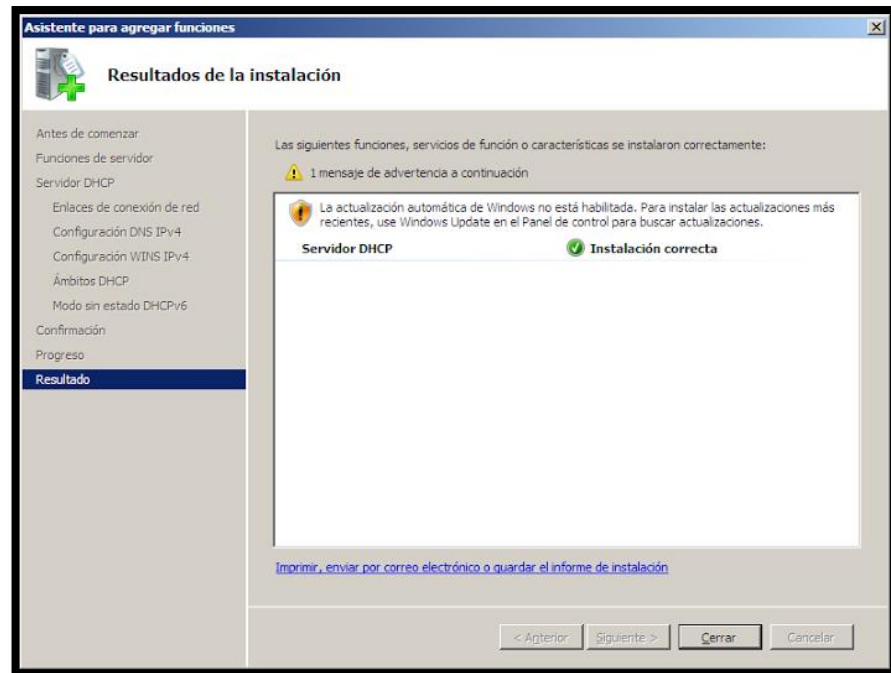 Asistente para agregar funciones
Resultados de la instalación
Antes de comenzar
Funciones de servidor
Servidor DHCP
Enlaces de conexión de red
Configuración DNS IPv4
Configuración WINS IPv4
Ámbitos DHCP
Modo sin estado DHCPv6
Confirmación
Progreso
Resultado
Las siguientes funciones, servicios de función o características se instalaron correctamente:
1 mensaje de advertencia a continuación
La actualización automática de Windows no está habilitada. Para instalar las actualizaciones más
recientes, use Windows Update en el Panel de control para buscar actualizaciones.
Servidor DHCP Instalación correcta
Imprimir, enviar por correo electrónico o guardar el informe de instalación
< Anterior Siguiente > Cerrar Cancelar